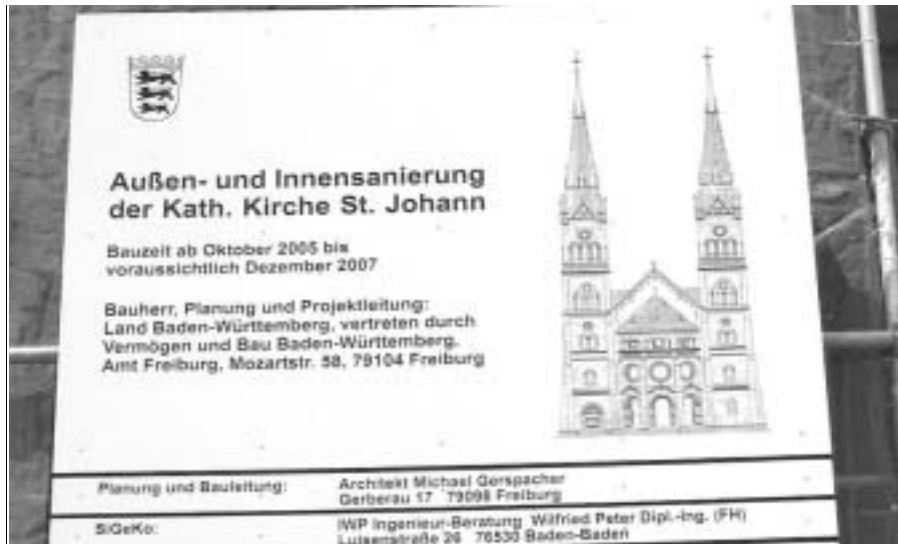 Außen- und Innensanierung
der Kath. Kirche St. Johann
Bauzeit ab Oktober 2005 bis
voraussichtlich Dezember 2007
Bauherr, Planung und Projektleitung:
Land Baden-Württemberg, vertreten durch
Vermögen und Bau Baden-Württemberg.
Amt Freiburg, Mozartstr. 58, 79104 Freiburg
Planung und Bauleitung: Architekt Michael Gerspacher
Gerberau 17 79098 Freiburg
SiGeKo: IWP Ingenieur-Beratung Wilfried Peter Dipl.-Ing. (FH)
Luisenstraße 26 76530 Baden-Baden